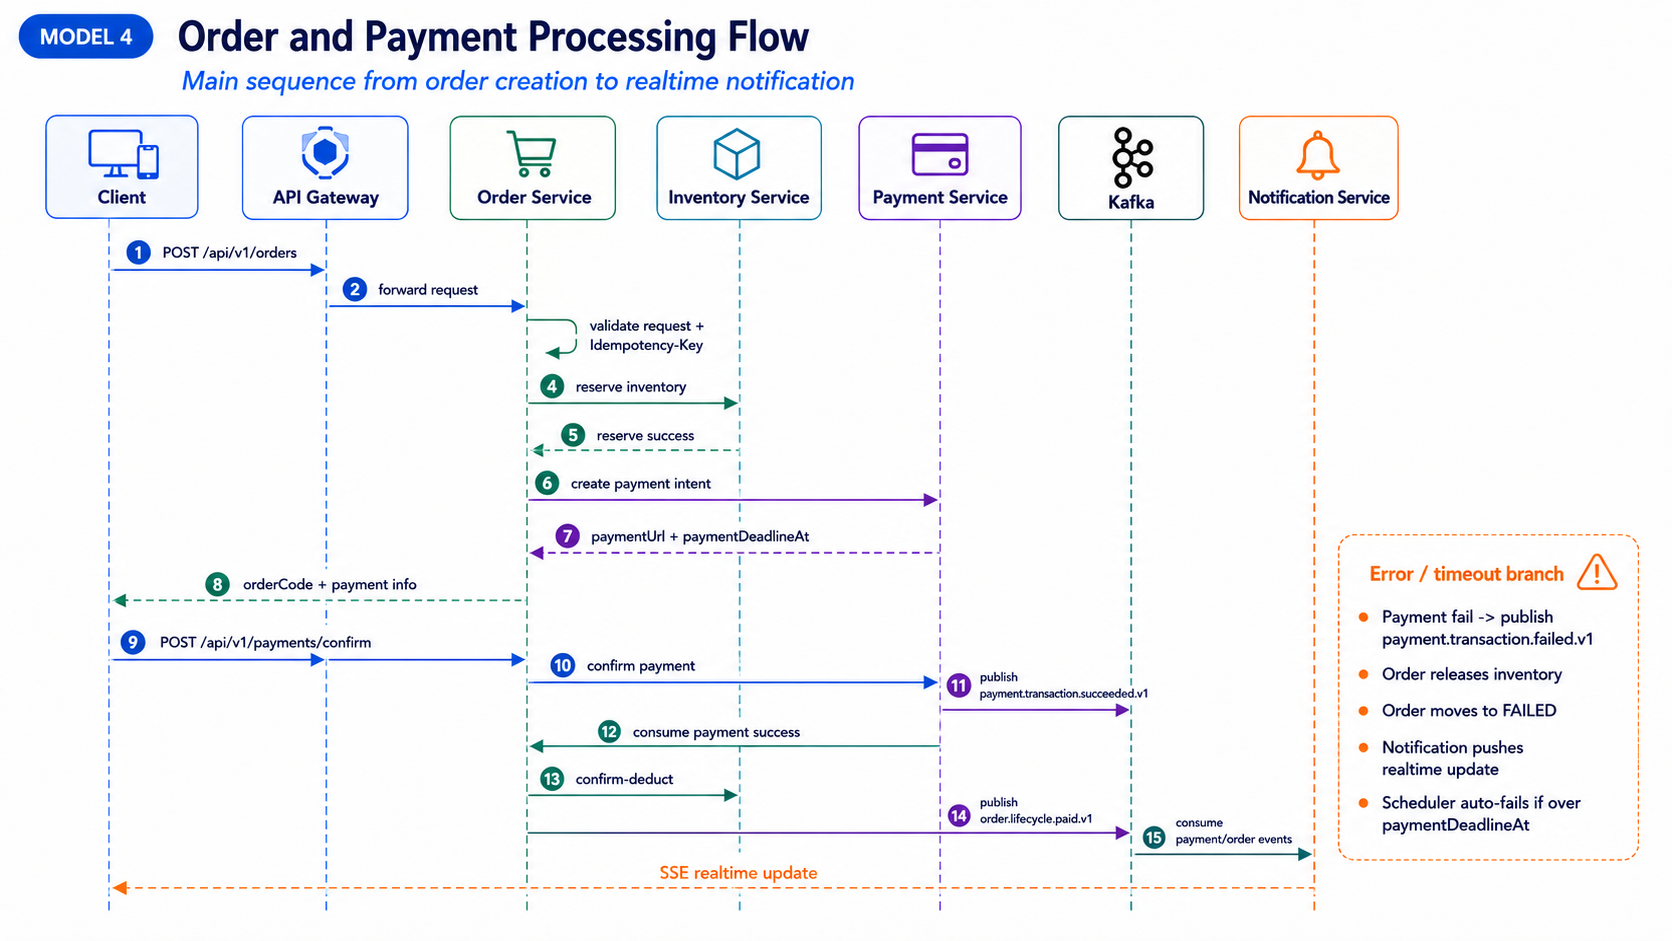 MODEL 4
Order and Payment Processing Flow
Main sequence from order creation to realtime notification
Client
API Gateway
Order Service
Inventory Service
Payment Service
Kafka
Notification Service
1 POST /api/v1/orders
2 forward request
validate request +
Idempotency-Key
4 reserve inventory
5 reserve success
6 create payment intent
7 paymentUrl + paymentDeadlineAt
8 orderCode + payment info
9 POST /api/v1/payments/confirm
10 confirm payment
11 publish
payment.transaction.succeeded.v1
12 consume payment success
13 confirm-deduct
14 publish
order.lifecycle.paid.v1
15 consume
payment/order events
SSE realtime update
Error / timeout branch
Payment fail -> publish
payment.transaction.failed.v1
Order releases inventory
Order moves to FAILED
Notification pushes
realtime update
Scheduler auto-fails if over
paymentDeadlineAt